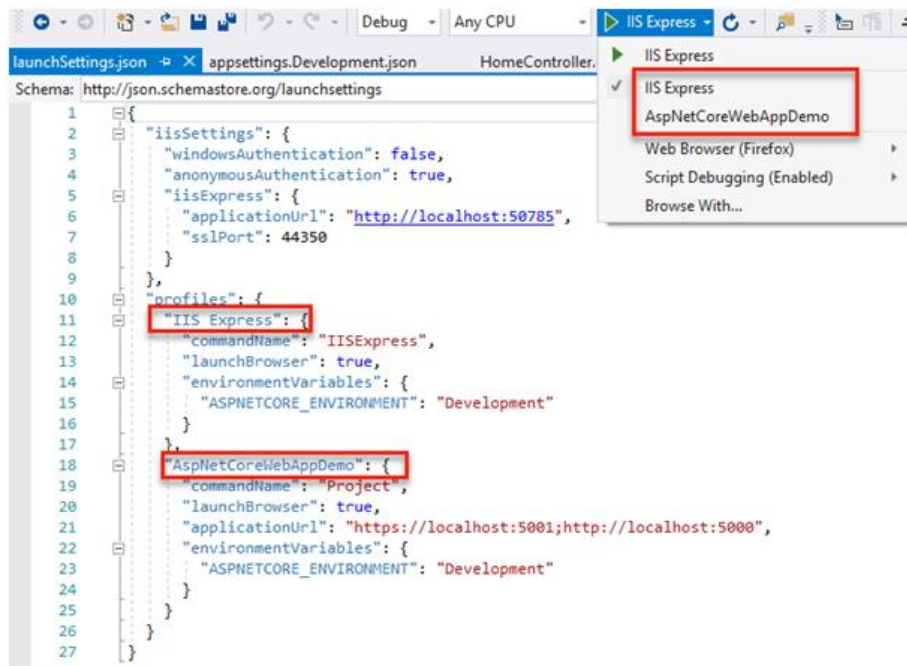 Debug Any CPU IIS Express
launchSettings.json appsettings.Development.json HomeController.
IIS Express
Schema: http://json.schemastore.org/launchsettings
IIS Express
AspNetCoreWebAppDemo
Web Browser (Firefox)
Script Debugging (Enabled)
Browse With...
1 {
2 "iisSettings": {
3 "windowsAuthentication": false,
4 "anonymousAuthentication": true,
5 "iisExpress": {
6 "applicationUrl": "http://localhost:50785",
7 "sslPort": 44350
8 }
9 },
10 "profiles": {
11 "IIS Express": {
12 "commandName": "IISExpress",
13 "launchBrowser": true,
14 "environmentVariables": {
15 "ASPNETCORE_ENVIRONMENT": "Development"
16 }
17 },
18 "AspNetCoreWebAppDemo": {
19 "commandName": "Project",
20 "launchBrowser": true,
21 "applicationUrl": "https://localhost:5001;http://localhost:5000",
22 "environmentVariables": {
23 "ASPNETCORE_ENVIRONMENT": "Development"
24 }
25 }
26 }
27 }